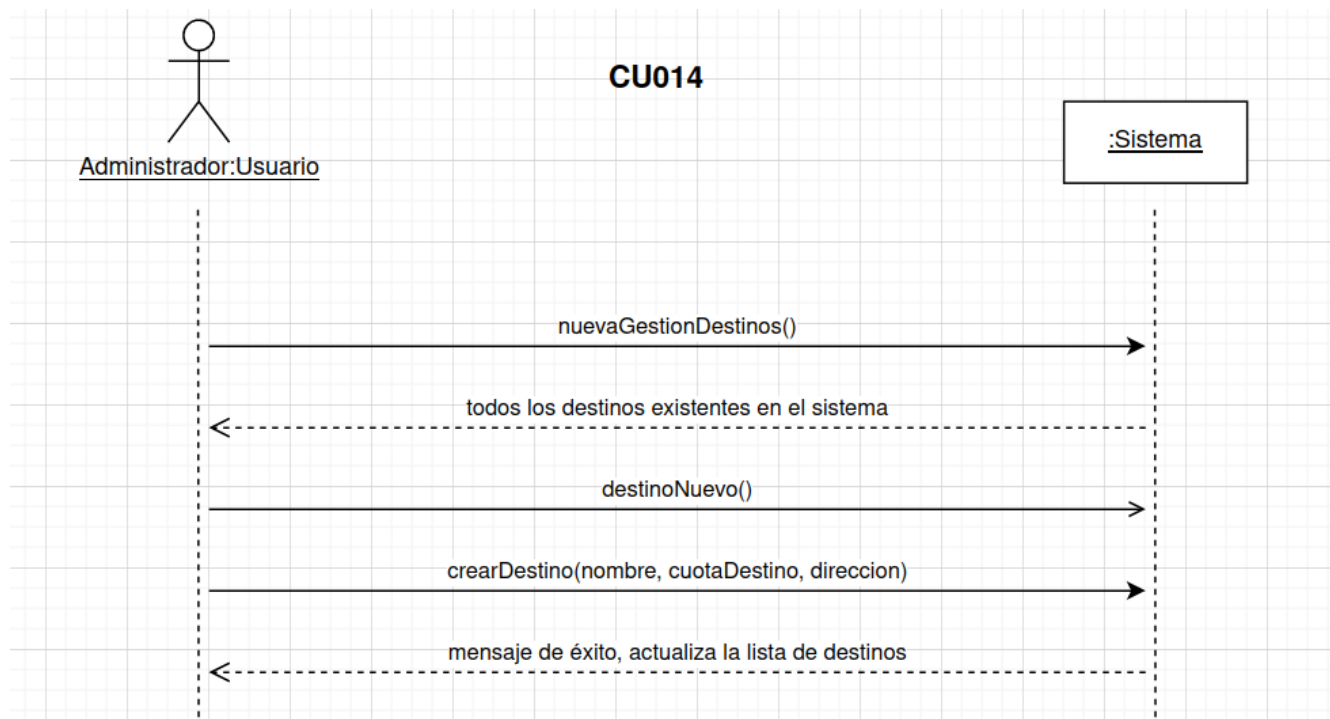 CU014
:Sistema
Administrador:Usuario
nuevaGestionDestinos()
todos los destinos existentes en el sistema
destinoNuevo()
crearDestino(nombre, cuotaDestino, direccion)
mensaje de éxito, actualiza la lista de destinos